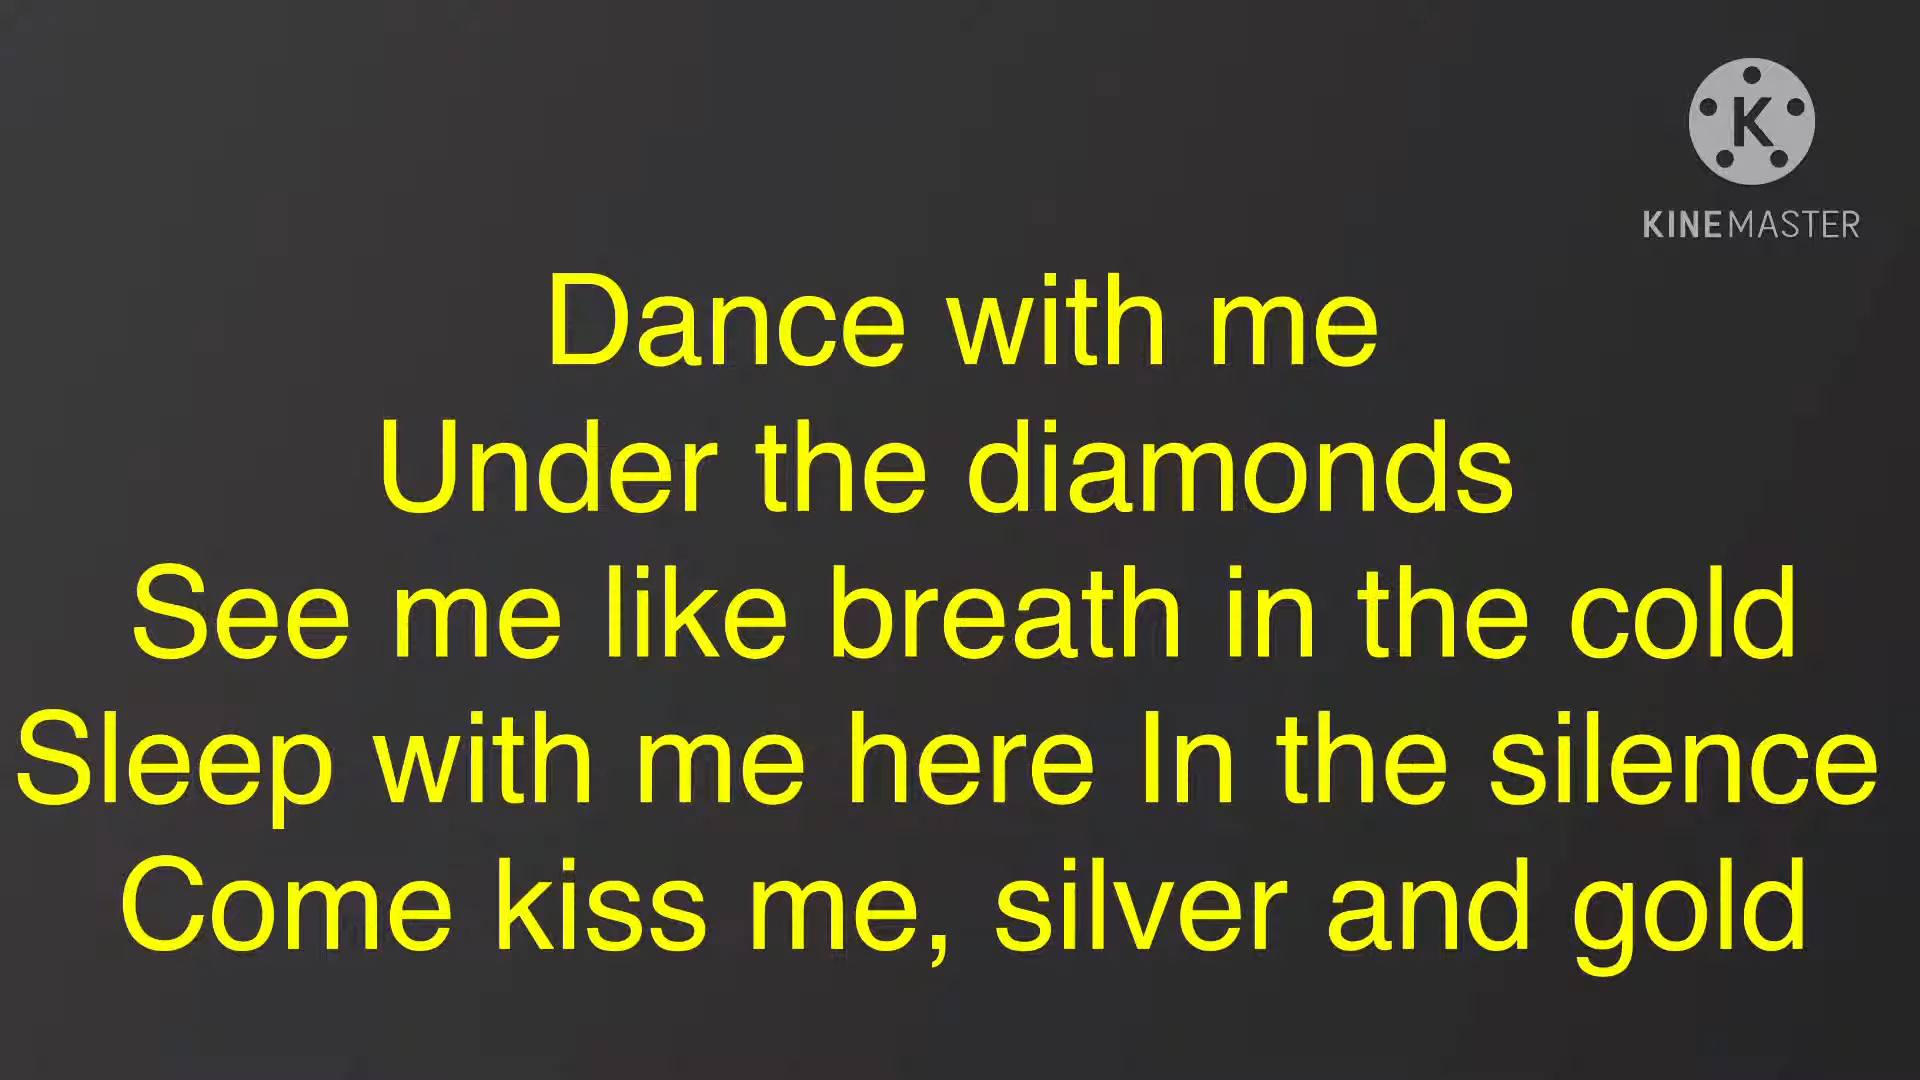 K
KINEMASTER
Dance with me
Under the diamonds
See me like breath in the cold
Sleep with me here In the silence
Come kiss me, silver and gold